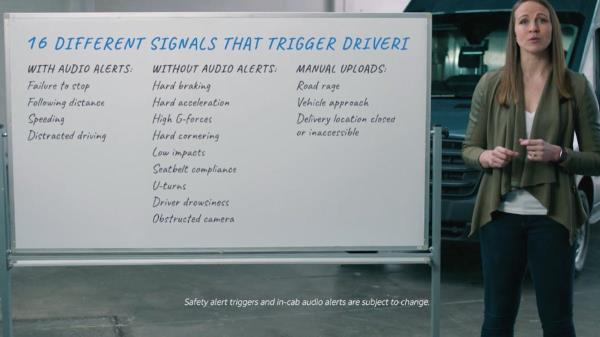 16 DIFFERENT SIGNALS THAT TRIGGER DRIVERI
WITH AUDIO ALERTS:
Failure to stop
Following distance
Speeding
Distracted driving
WITHOUT AUDIO ALERTS:
Hard braking
Hard acceleration
High G-forces
Hard cornering
Low impacts
Seatbelt compliance
U-turns
Driver drowsiness
Obstructed camera
MANUAL UPLOADS:
Road rage
Vehicle approach
Delivery location closed
or inaccessible
Safety alert triggers and in-cab audio alerts are subject to change.